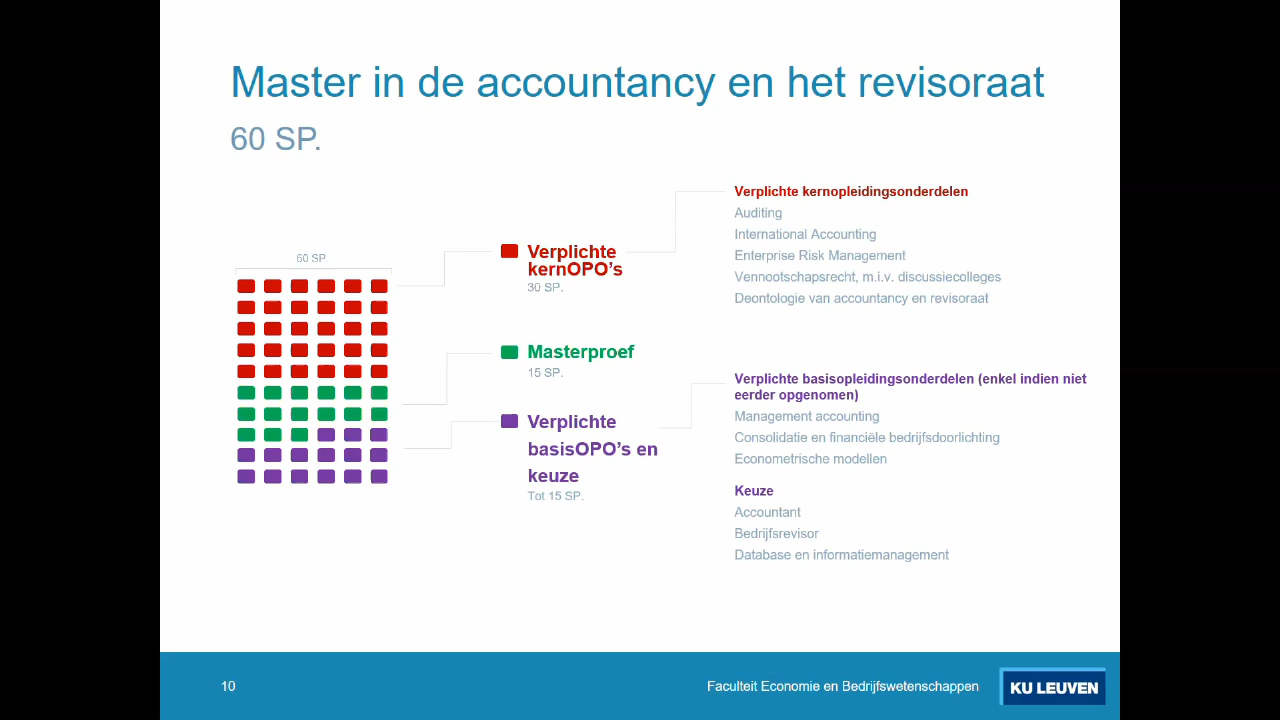 Master in de accountancy en het revisoraat
60 SP.
60 SP
Verplichte
kernOPO's
30 SP.
Masterproef
15 SP.
Verplichte
basisOPO's en
keuze
Tot 15 SP.
Verplichte kernopleidingsonderdelen
Auditing
International Accounting
Enterprise Risk Management
Vennootschapsrecht, m.i.v. discussiecolleges
Deontologie van accountancy en revisoraat
Verplichte basisopleidingsonderdelen (enkel indien niet
eerder opgenomen)
Management accounting
Consolidatie en financiële bedrijfsdoorlichting
Econometrische modellen
Keuze
Accountant
Bedrijfsrevisor
Database en informatiemanagement
10
Faculteit Economie en Bedrijfswetenschappen
KU LEUVEN